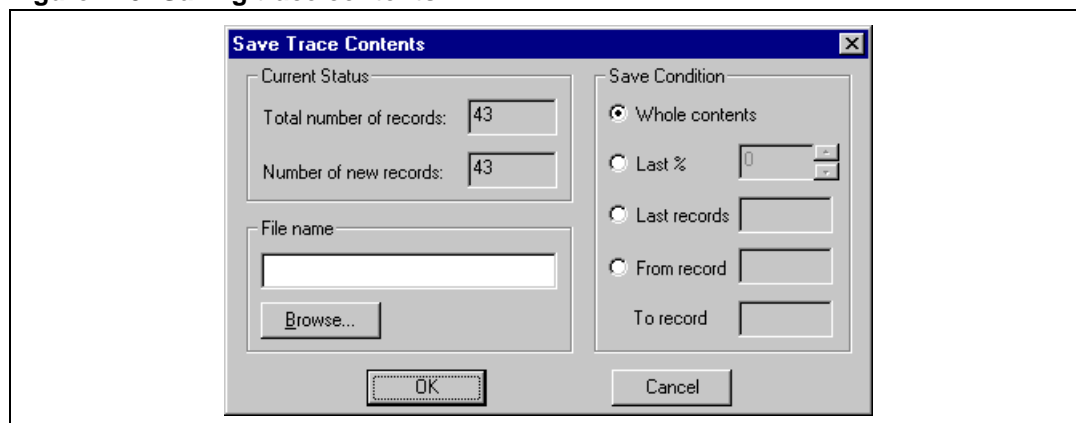 Save Trace Contents
Current Status
Total number of records: 43
Number of new records: 43
File name
Browse...
Save Condition
Whole contents
Last % 0
Last records
From record
To record
OK
Cancel